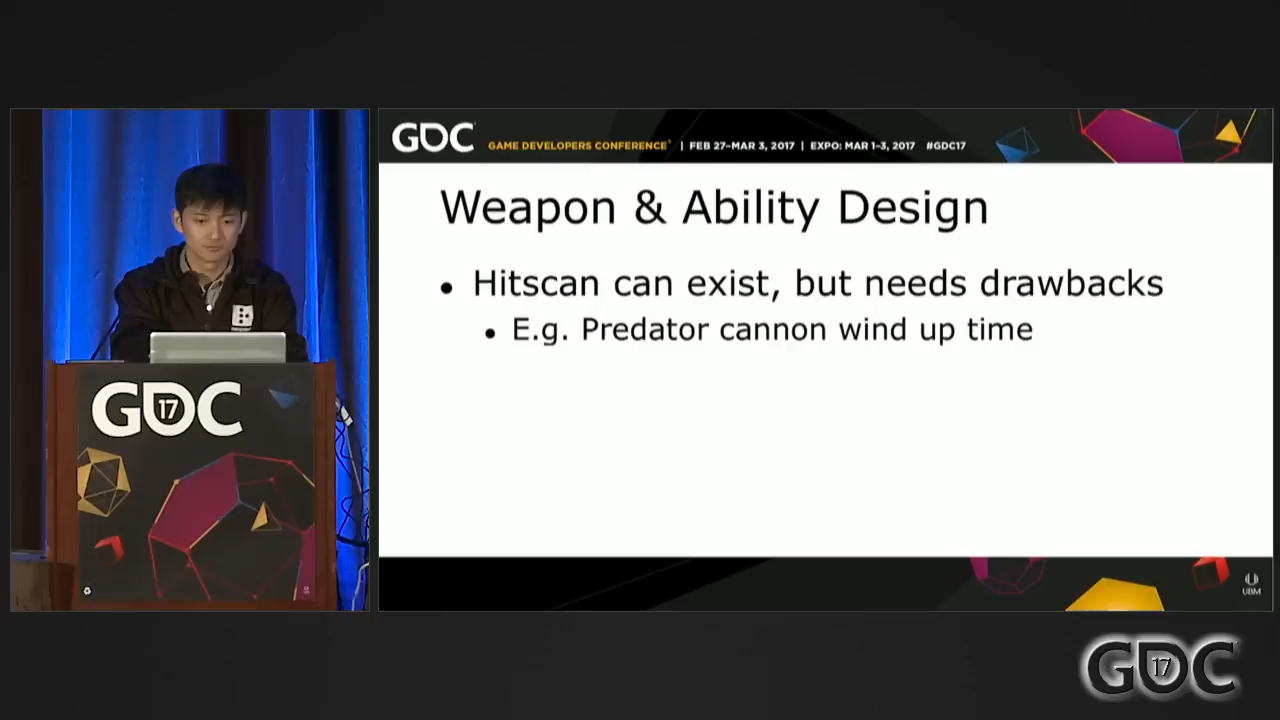 GDC
GAME DEVELOPERS CONFERENCE® | FEB 27–MAR 3, 2017 | EXPO: MAR 1–3, 2017 #GDC17
Weapon & Ability Design
• Hitscan can exist, but needs drawbacks
• E.g. Predator cannon wind up time
GDC
17
UBM
GDC
17